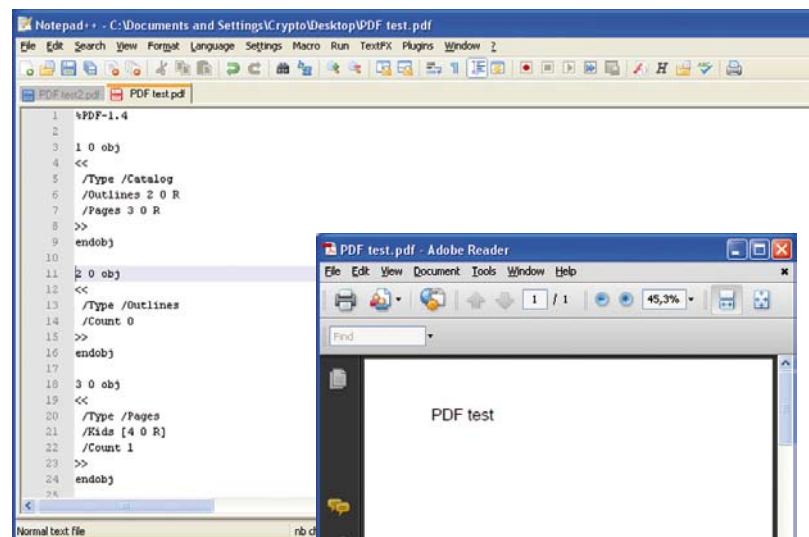 Notepad++ - C:\Documents and Settings\Crypto\Desktop\PDF test.pdf
File Edit Search View Format Language Settings Macro Run TextFX Plugins Window ?
PDF test2.pdf PDF test.pdf
1 %PDF-1.4
2
3 1 0 obj
4 <<
5 /Type /Catalog
6 /Outlines 2 0 R
7 /Pages 3 0 R
8 >>
9 endobj
10
11 2 0 obj
12 <<
13 /Type /Outlines
14 /Count 0
15 >>
16 endobj
17
18 3 0 obj
19 <<
20 /Type /Pages
21 /Kids [4 0 R]
22 /Count 1
23 >>
24 endobj
25
Normal text file nb ch
PDF test.pdf - Adobe Reader
File Edit View Document Tools Window Help
1 / 1 45,3%
Find
PDF test